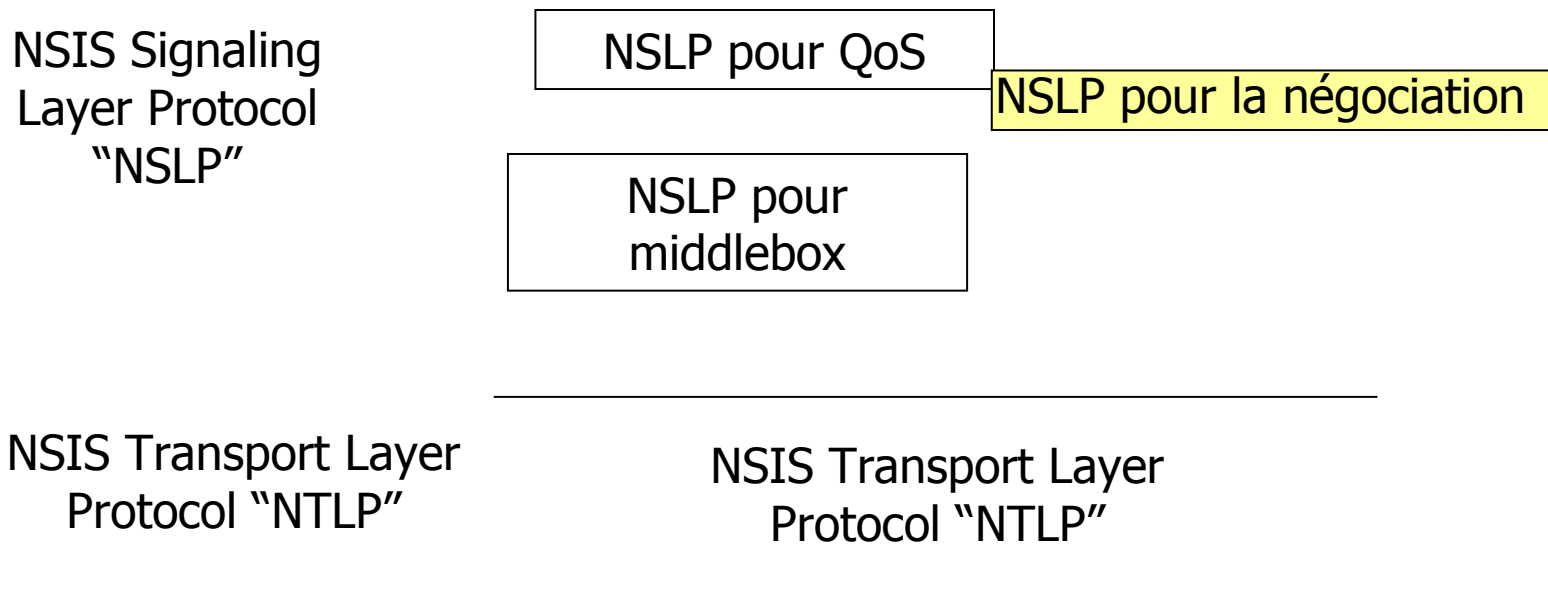 NSIS Signaling
Layer Protocol
“NSLP”
NSLP pour QoS
NSLP pour la négociation
NSLP pour
middlebox
NSIS Transport Layer
Protocol “NTLP”
NSIS Transport Layer
Protocol “NTLP”